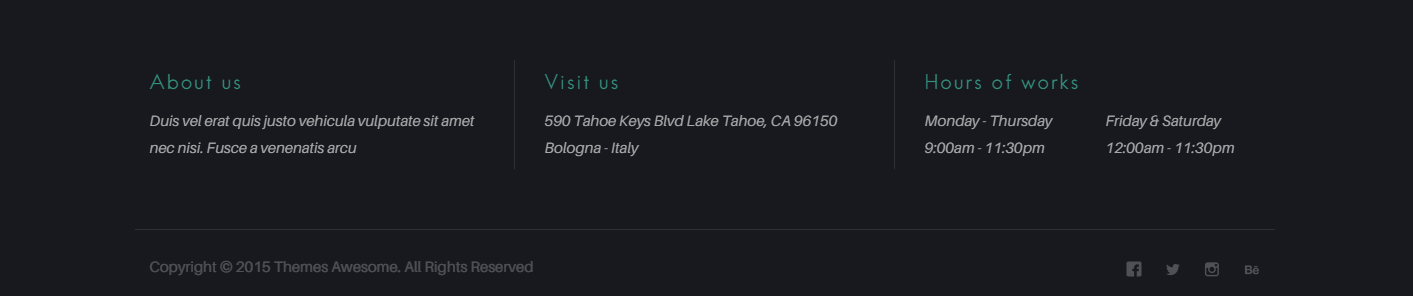 About us
Duis vel erat quis justo vehicula vulputate sit amet
nec nisi. Fusce a venenatis arcu
Visit us
590 Tahoe Keys Blvd Lake Tahoe, CA 96150
Bologna - Italy
Hours of works
Monday - Thursday
9:00am - 11:30pm
Friday & Saturday
12:00am - 11:30pm
Copyright © 2015 Themes Awesome. All Rights Reserved
Bē